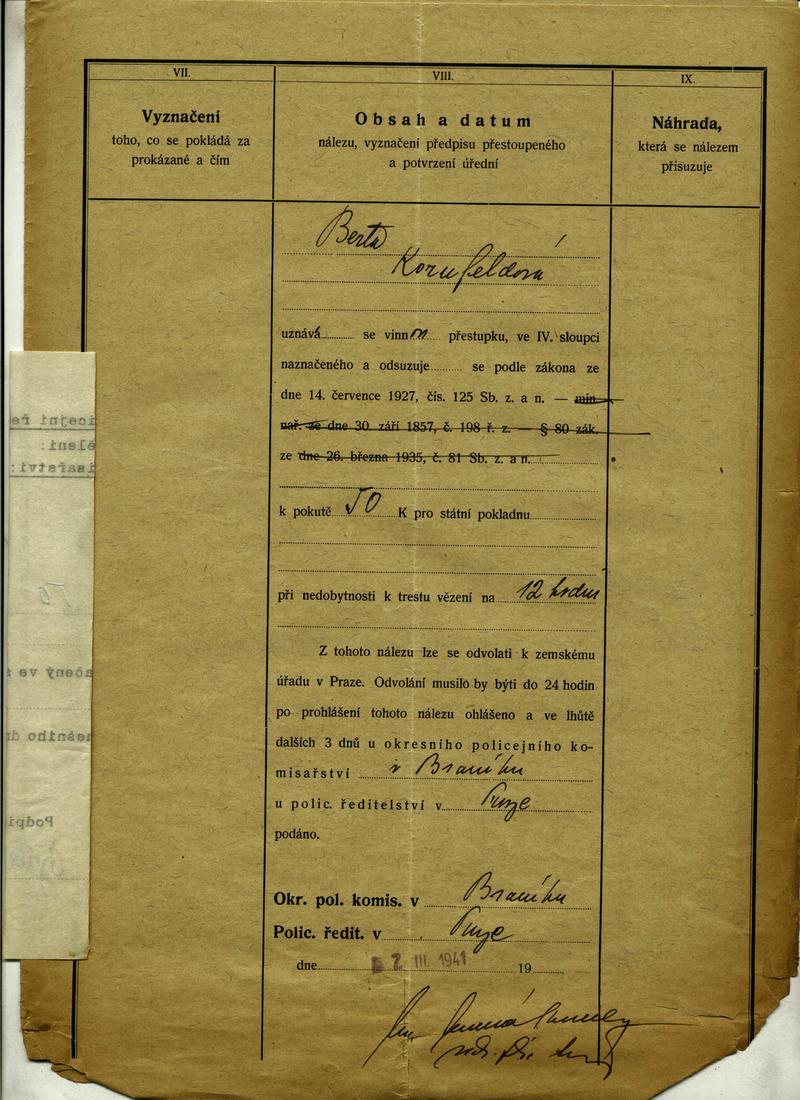 VII.
Vyznačení
toho, co se pokládá za
prokázané a čím
VIII.
Obsah a datum
nálezu, vyznačení předpisu přestoupeného
a potvrzení úřední
IX.
Náhrada,
která se nálezem
přisuzuje
Berta
Kornfeldová
uznává se vinn přestupku, ve IV. sloupci
naznačeného a odsuzuje se podle zákona ze
dne 14. července 1927, čís. 125 Sb. z. a n. — min.
nař. ze dne 30. září 1857, č. 198 ř. z. — § 80 zák.
ze dne 26. března 1935, č. 81 Sb. z. a n.
k pokutě 50 K pro státní pokladnu
při nedobytnosti k trestu vězení na 12 hodin
Z tohoto nálezu lze se odvolati k zemskému
úřadu v Praze. Odvolání musilo by býti do 24 hodin
po prohlášení tohoto nálezu ohlášeno a ve lhůtě
dalších 3 dnů u okresního policejního ko-
misařství v Braníku
u polic. ředitelství v Praze
podáno.
Okr. pol. komis. v Braníku
Polic. ředit. v Praze
dne 7 III. 1941 19